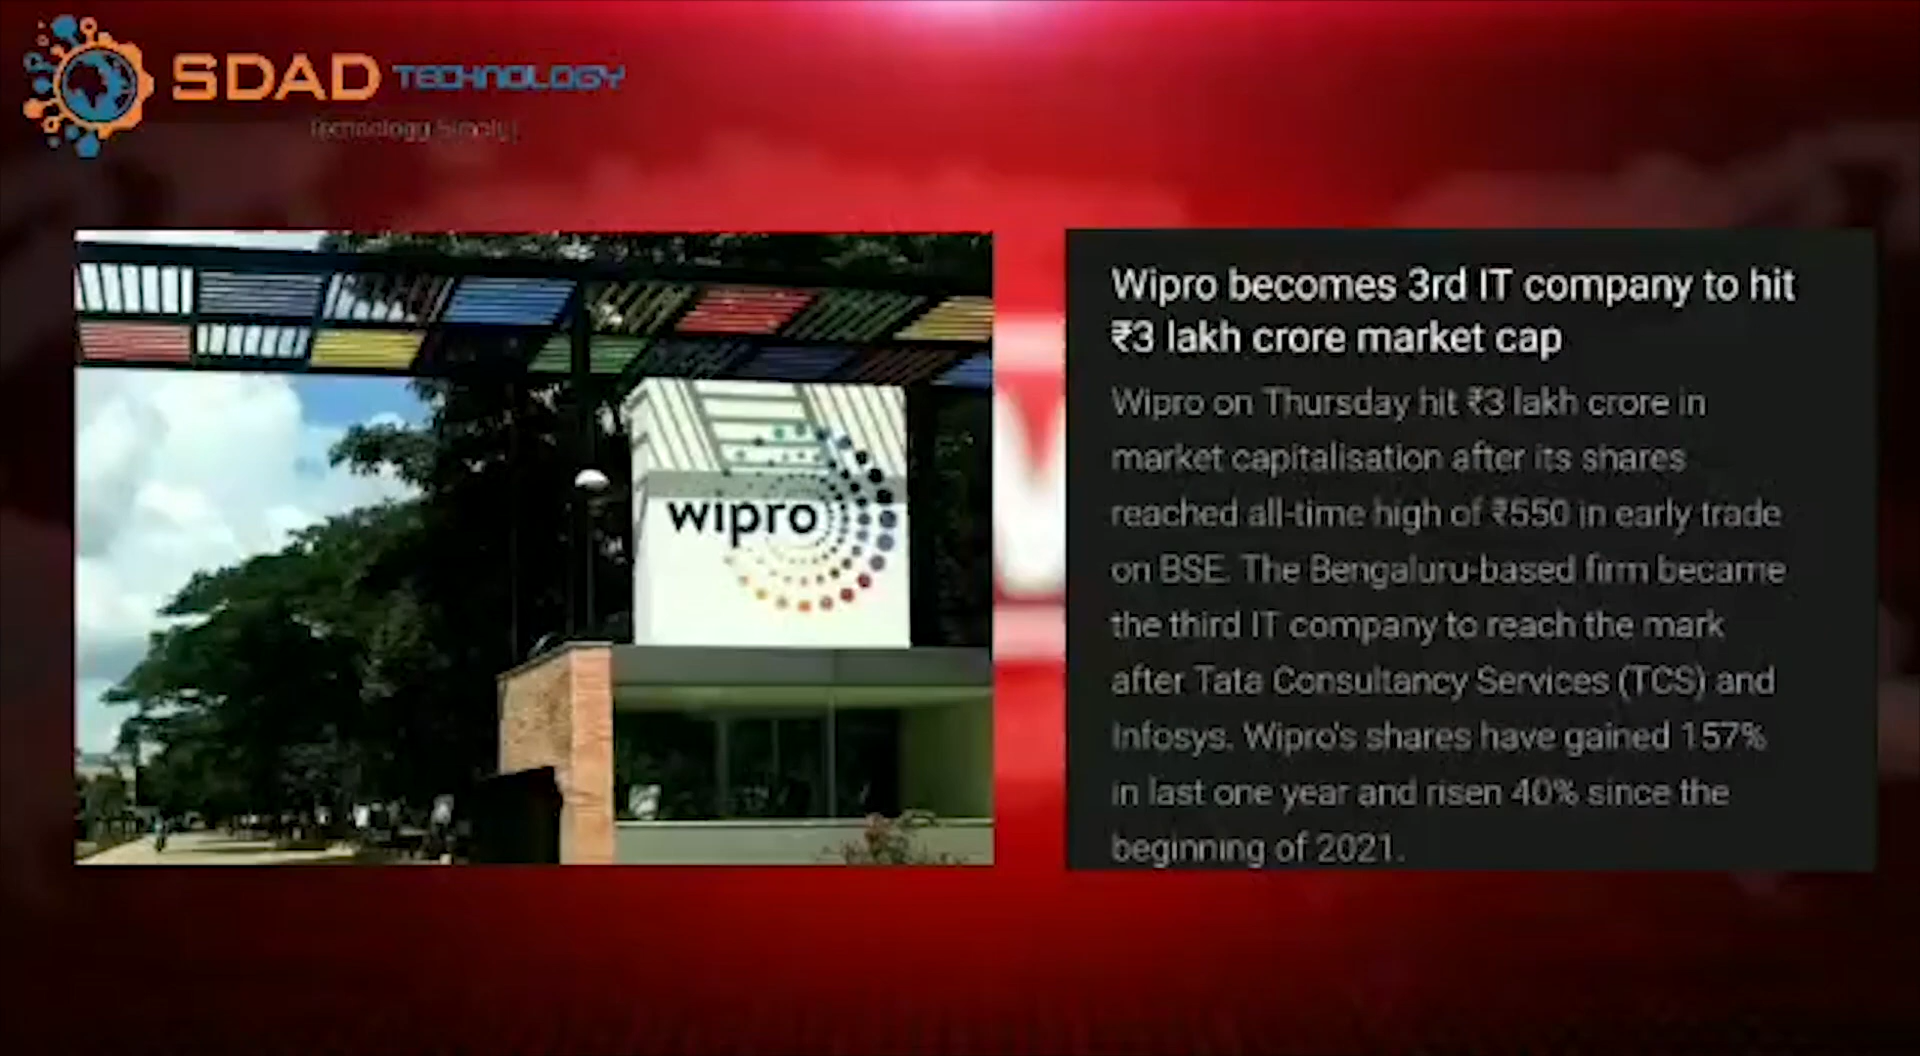 SDAD TECHNOLOGY
Technology Simply!
wipro
Wipro becomes 3rd IT company to hit
₹3 lakh crore market cap
Wipro on Thursday hit ₹3 lakh crore in
market capitalisation after its shares
reached all-time high of ₹550 in early trade
on BSE. The Bengaluru-based firm became
the third IT company to reach the mark
after Tata Consultancy Services (TCS) and
Infosys. Wipro's shares have gained 157%
in last one year and risen 40% since the
beginning of 2021.